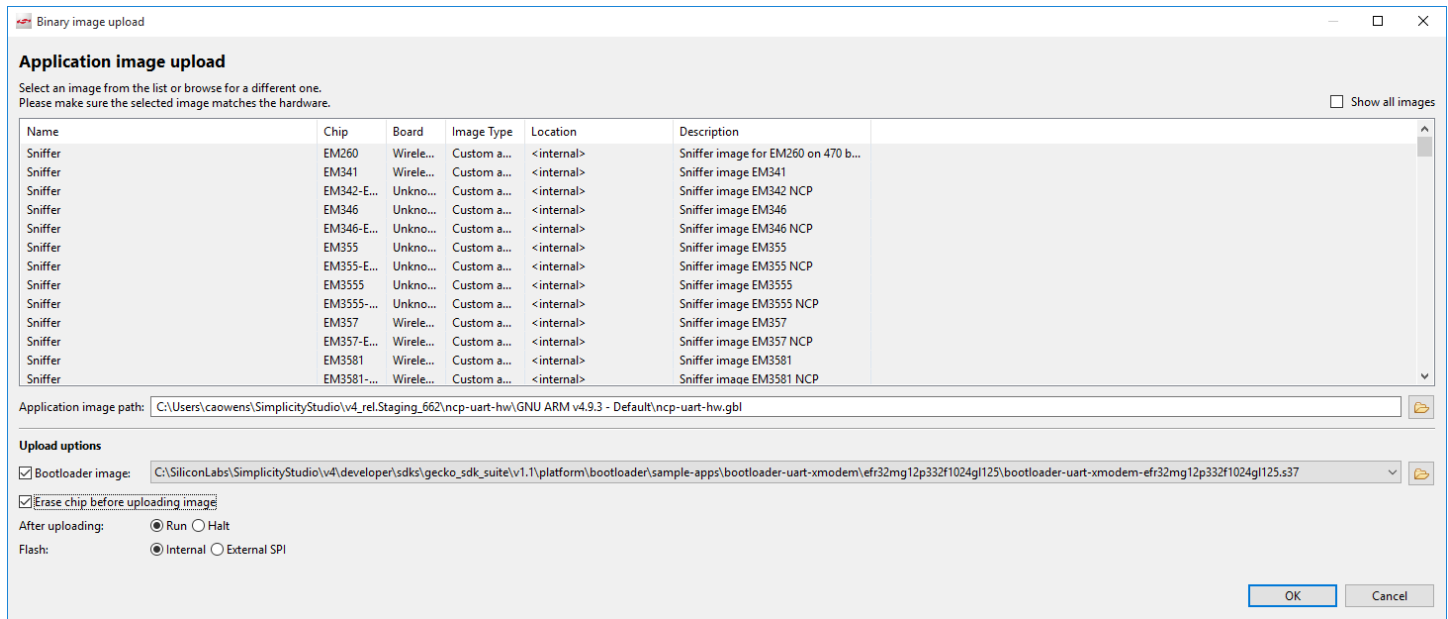 Binary image upload
Application image upload
Select an image from the list or browse for a different one.
Please make sure the selected image matches the hardware.
Show all images
Name Chip Board Image Type Location Description
Sniffer EM260 Wirele... Custom a... <internal> Sniffer image for EM260 on 470 b...
Sniffer EM341 Wirele... Custom a... <internal> Sniffer image EM341
Sniffer EM342-E... Unkno... Custom a... <internal> Sniffer image EM342 NCP
Sniffer EM346 Unkno... Custom a... <internal> Sniffer image EM346
Sniffer EM346-E... Unkno... Custom a... <internal> Sniffer image EM346 NCP
Sniffer EM355 Unkno... Custom a... <internal> Sniffer image EM355
Sniffer EM355-E... Unkno... Custom a... <internal> Sniffer image EM355 NCP
Sniffer EM3555 Unkno... Custom a... <internal> Sniffer image EM3555
Sniffer EM3555-... Unkno... Custom a... <internal> Sniffer image EM3555 NCP
Sniffer EM357 Wirele... Custom a... <internal> Sniffer image EM357
Sniffer EM357-E... Wirele... Custom a... <internal> Sniffer image EM357 NCP
Sniffer EM3581 Wirele... Custom a... <internal> Sniffer image EM3581
Sniffer EM3581-... Wirele... Custom a... <internal> Sniffer image EM3581 NCP
Application image path: C:\Users\caowens\SimplicityStudio\v4_rel.Staging_662\ncp-uart-hw\GNU ARM v4.9.3 - Default\ncp-uart-hw.gbl
Upload uptions
Bootloader image: C:\SiliconLabs\SimplicityStudio\v4\developer\sdks\gecko_sdk_suite\v1.1\platform\bootloader\sample-apps\bootloader-uart-xmodem\efr32mg12p332f1024gl125\bootloader-uart-xmodem-efr32mg12p332f1024gl125.s37
Erase chip before uploading image
After uploading: Run Halt
Flash: Internal External SPI
OK Cancel